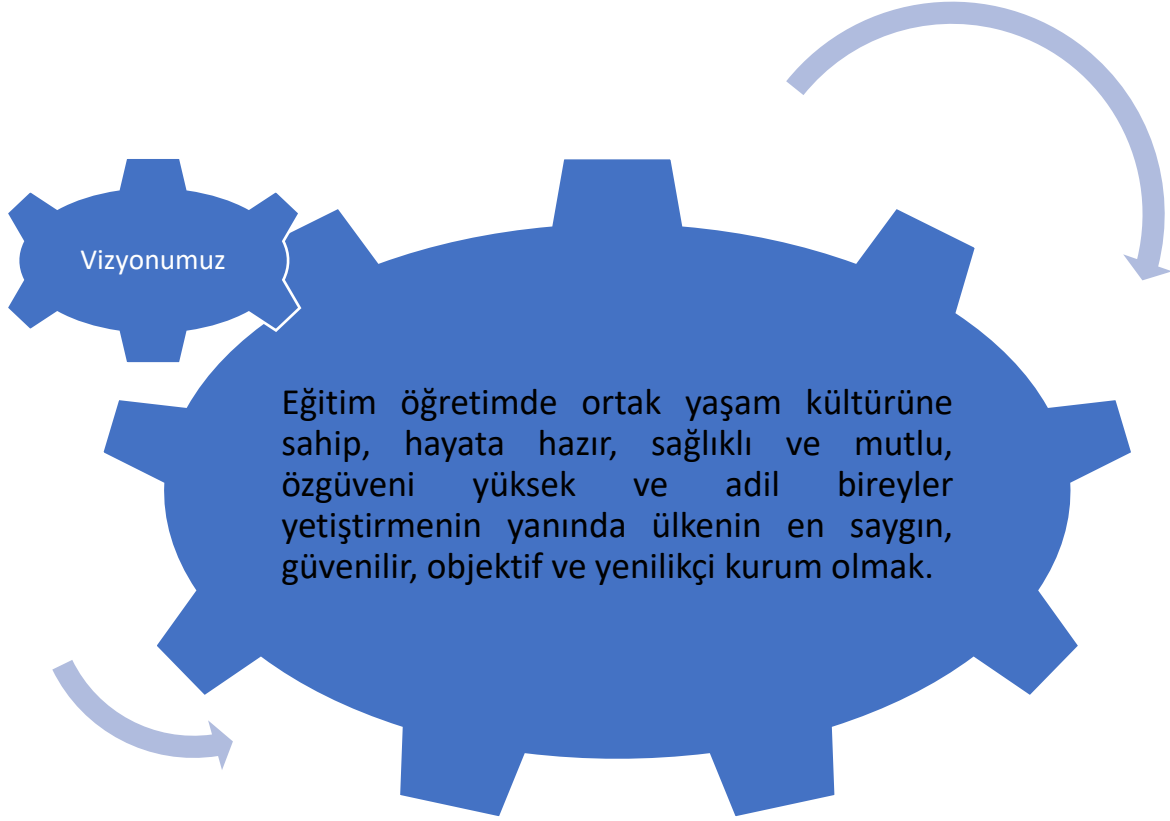 Vizyonumuz
Eğitim öğretimde ortak yaşam kültürüne
sahip, hayata hazır, sağlıklı ve mutlu,
özgüveni yüksek ve adil bireyler
yetiştirmenin yanında ülkenin en saygın,
güvenilir, objektif ve yenilikçi kurum olmak.